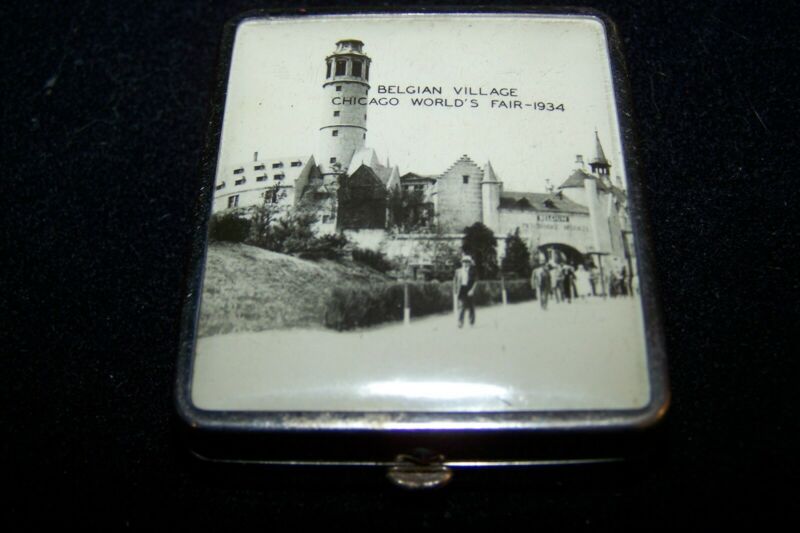 BELGIAN VILLAGE
CHICAGO WORLD'S FAIR-1934
BELGIUM